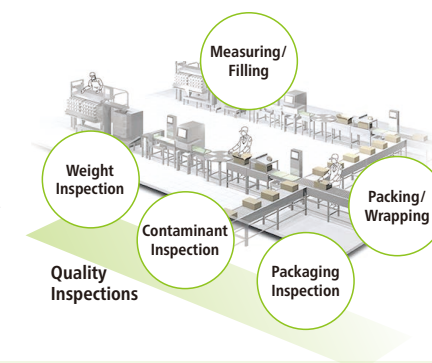 Measuring/
Filling
Weight
Inspection
Contaminant
Inspection
Packing/
Wrapping
Packaging
Inspection
Quality
Inspections